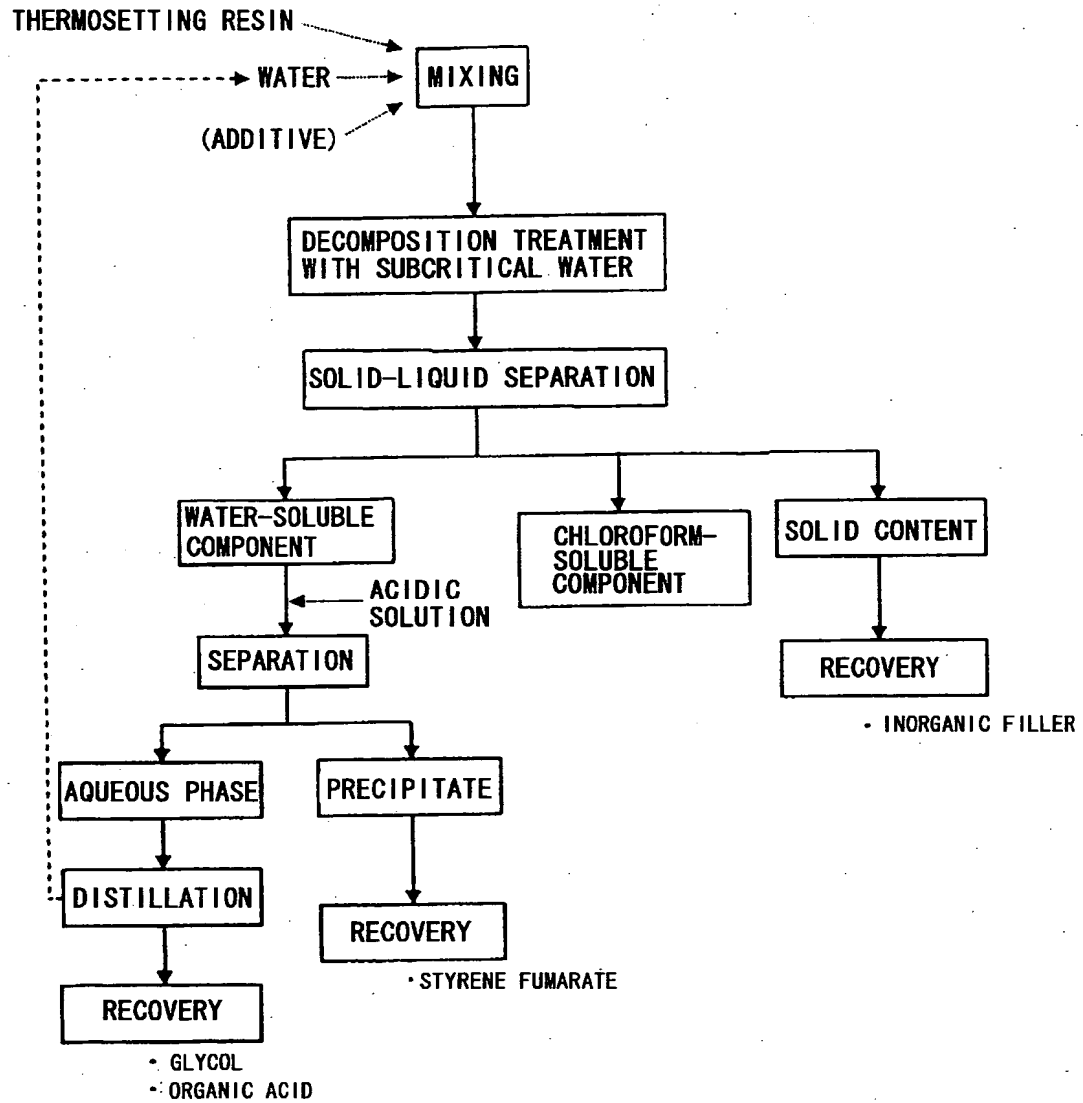 THERMOSETTING RESIN
WATER
MIXING
(ADDITIVE)
DECOMPOSITION TREATMENT
WITH SUBCRITICAL WATER
SOLID-LIQUID SEPARATION
WATER-SOLUBLE
COMPONENT
CHLOROFORM-
SOLUBLE
COMPONENT
SOLID CONTENT
ACIDIC
SOLUTION
SEPARATION
RECOVERY
· INORGANIC FILLER
AQUEOUS PHASE
PRECIPITATE
DISTILLATION
RECOVERY
· STYRENE FUMARATE
RECOVERY
· GLYCOL
· ORGANIC ACID